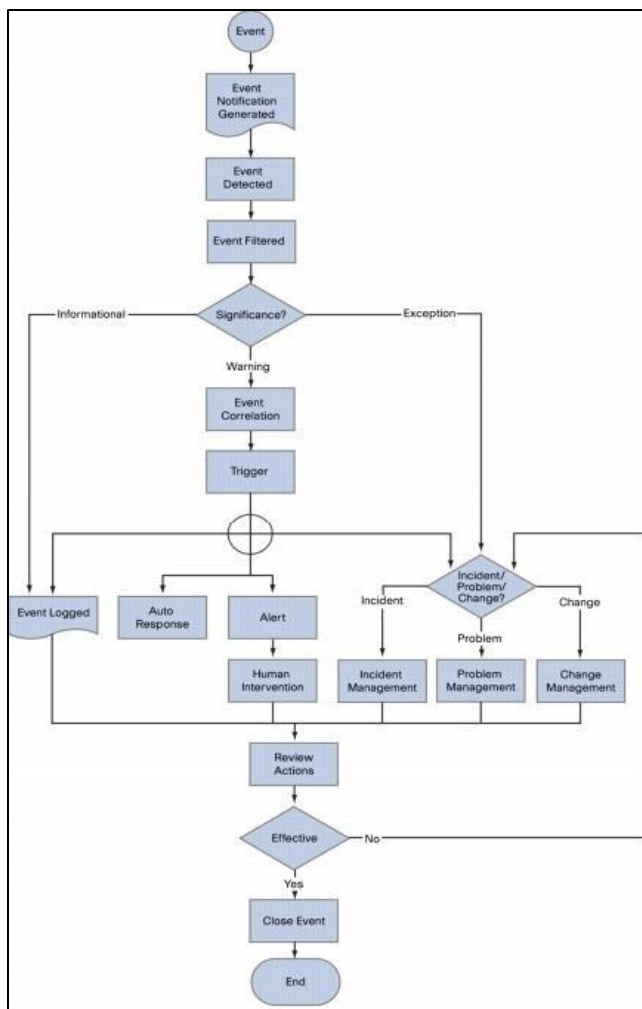 Event
Event
Notification
Generated
Event
Detected
Event Filtered
Informational
Significance?
Exception
Warning
Event
Correlation
Trigger
Event Logged
Auto
Response
Alert
Incident/
Problem/
Change?
Incident
Change
Problem
Human
Intervention
Incident
Management
Problem
Management
Change
Management
Review
Actions
Effective
No
Yes
Close Event
End